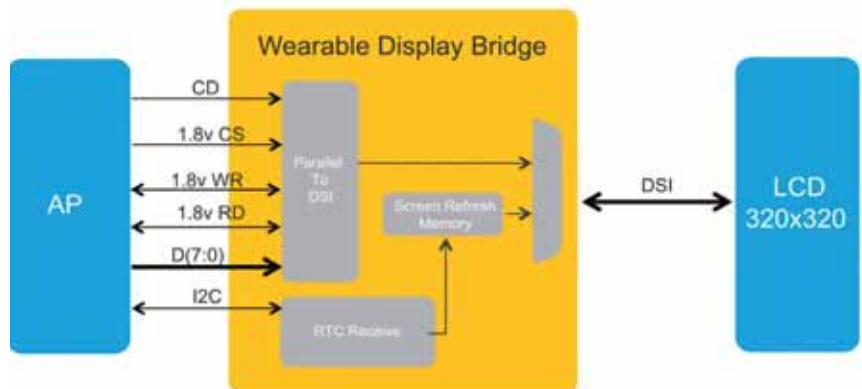 Wearable Display Bridge
AP
CD
1.8v CS
1.8v WR
1.8v RD
D(7:0)
I2C
Parallel
To
DSI
Screen Refresh
Memory
RTC Receive
DSI
LCD
320x320